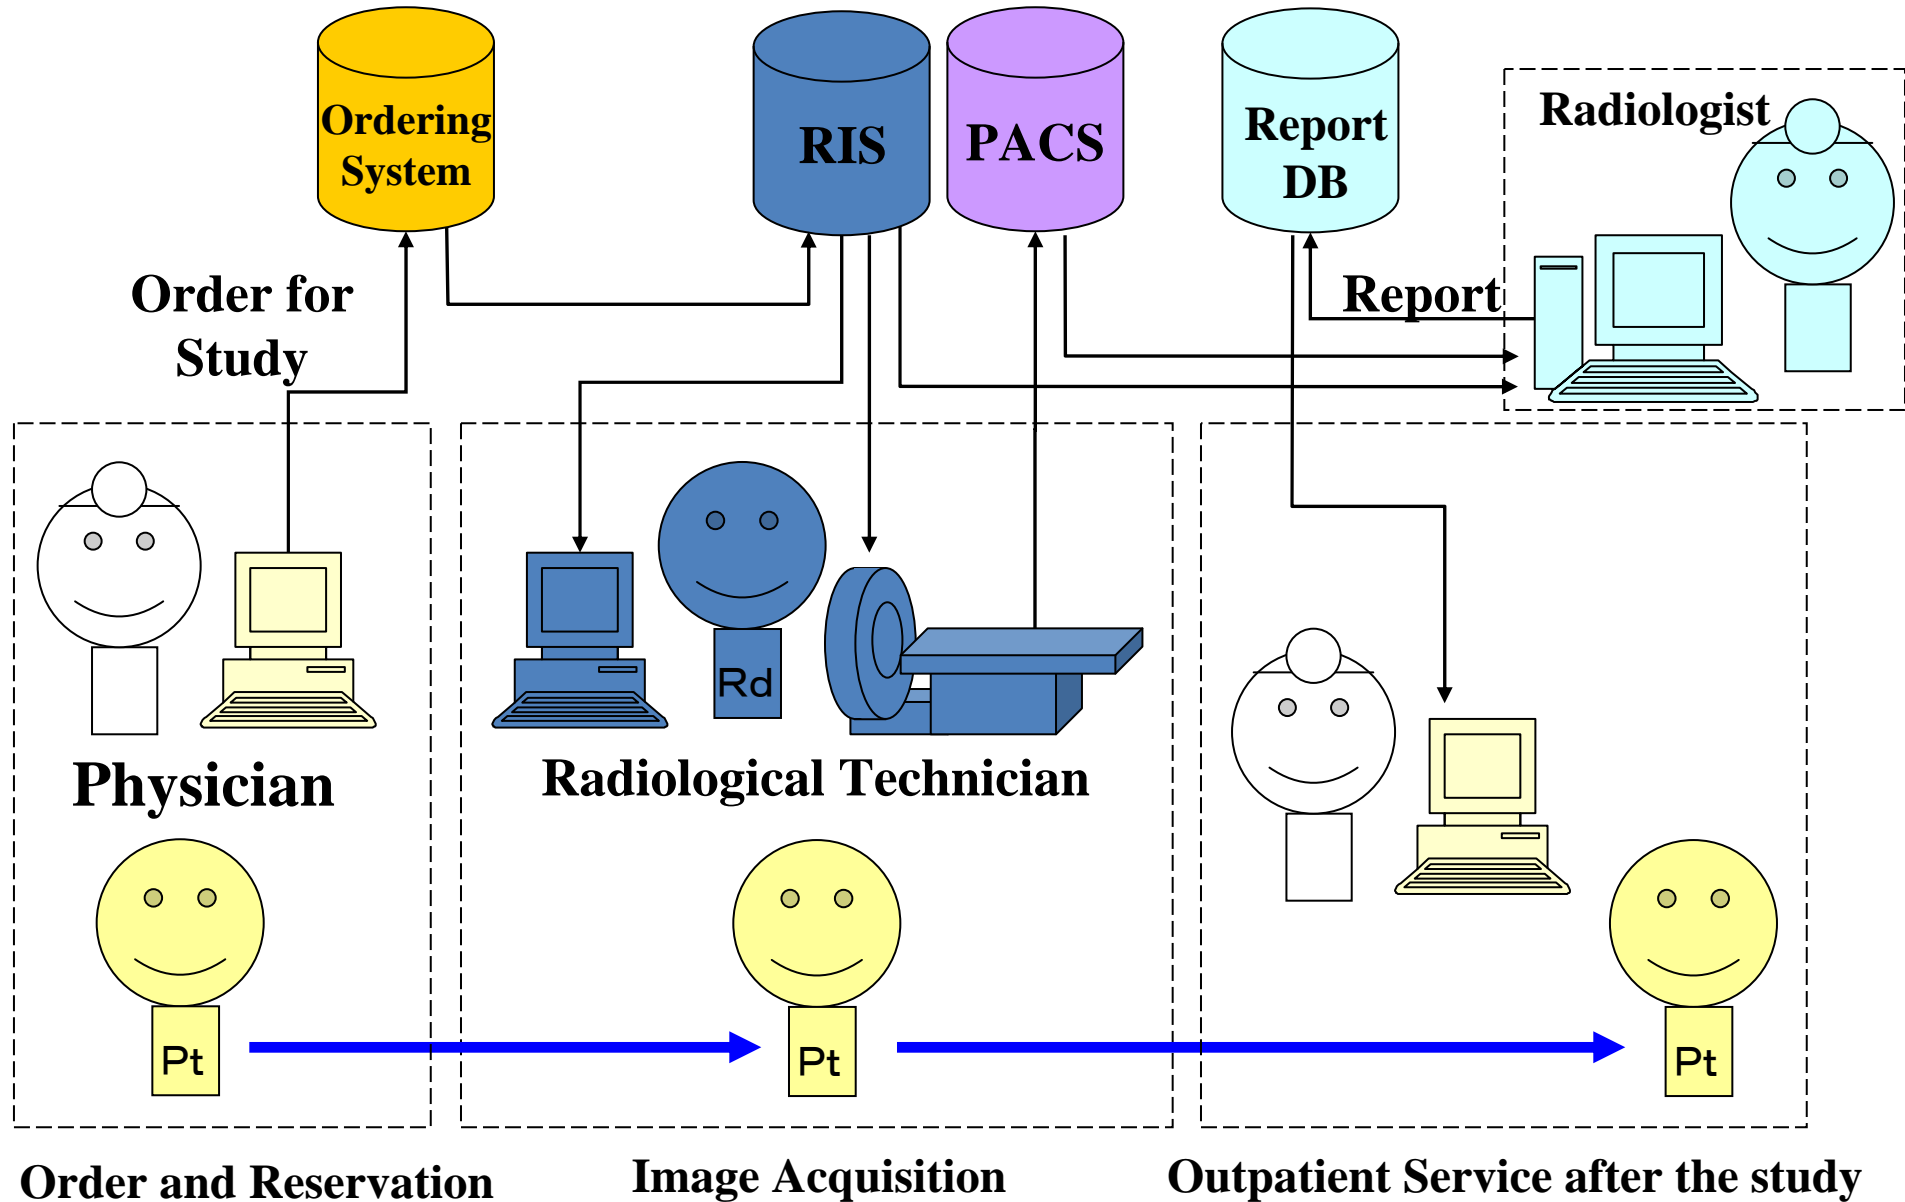 Ordering
System
RIS
PACS
Report
DB
Radiologist
Order for
Study
Report
Rd
Physician
Radiological Technician
Pt
Pt
Pt
Order and Reservation
Image Acquisition
Outpatient Service after the study